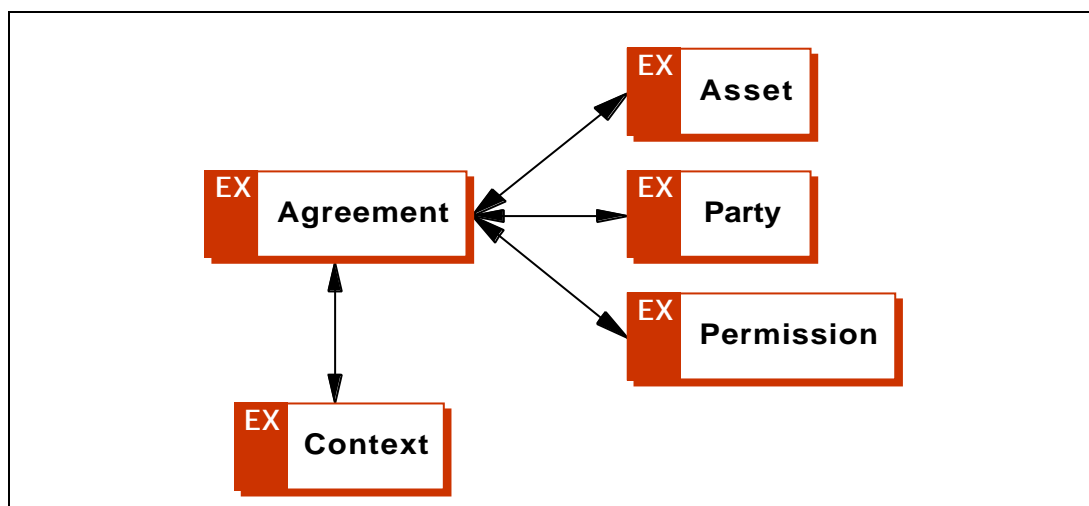 EX Asset
EX Agreement
EX Party
EX Permission
EX Context